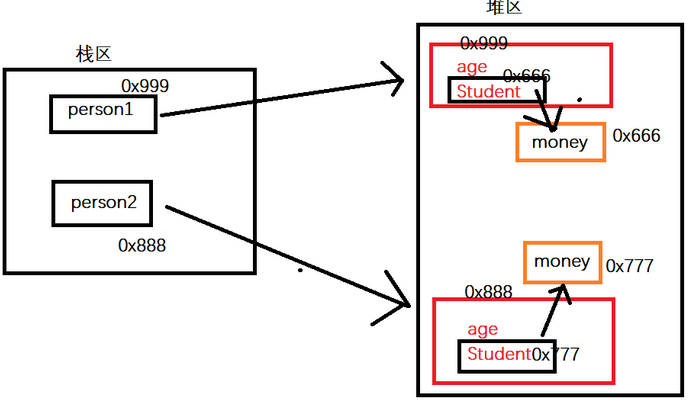 栈区
0x999
person1
person2
0x888
堆区
0x999
age
0x666
Student
money
0x666
money
0x777
0x888
age
Student0x777